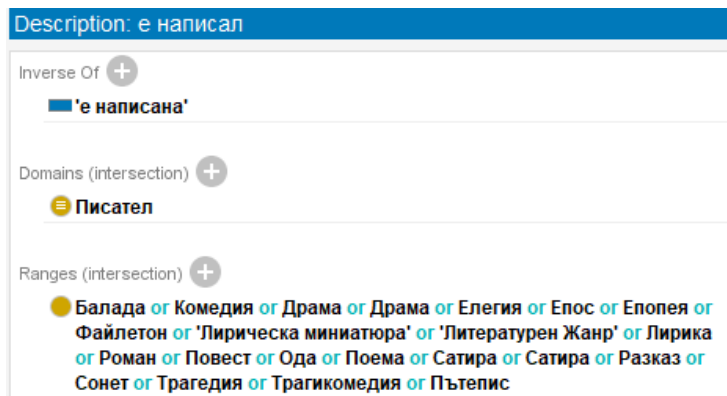 Description: е написал
Inverse Of
'е написана'
Domains (intersection)
Писател
Ranges (intersection)
Балада or Комедия or Драма or Драма or Елегия or Епос or Епопея or
Файлетон or 'Лирическа миниатюра' or 'Литературен Жанр' or Лирика
or Роман or Повест or Ода or Поема or Сатира or Сатира or Разказ or
Сонет or Трагедия or Трагикомедия or Пътепис